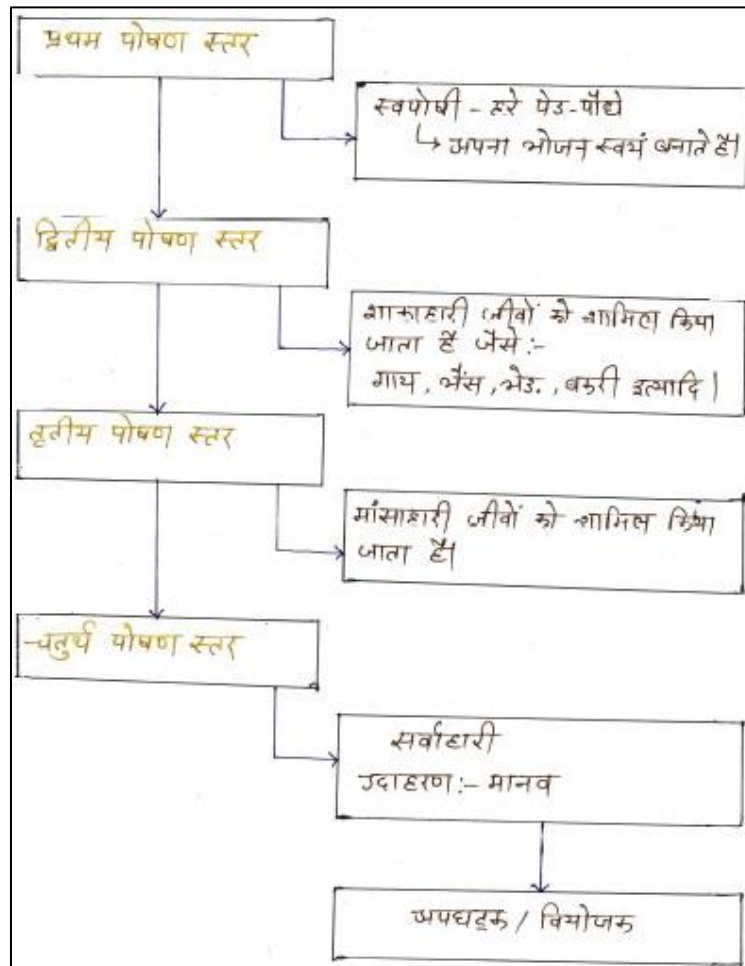 प्रथम पोषण स्तर
स्वपोषी - हरे पेड-पौधे
अपना भोजन स्वयं बनाते है।
द्वितीय पोषण स्तर
शाकाहारी जीवों को शामिल किया
जाता है जैसे:-
गाय, भैंस, भेड, बकरी इत्यादि।
तृतीय पोषण स्तर
मांसाहारी जीवों को शामिल किया
जाता है।
चतुर्थ पोषण स्तर
सर्वाहारी
उदाहरण:- मानव
अपघटक / वियोजक